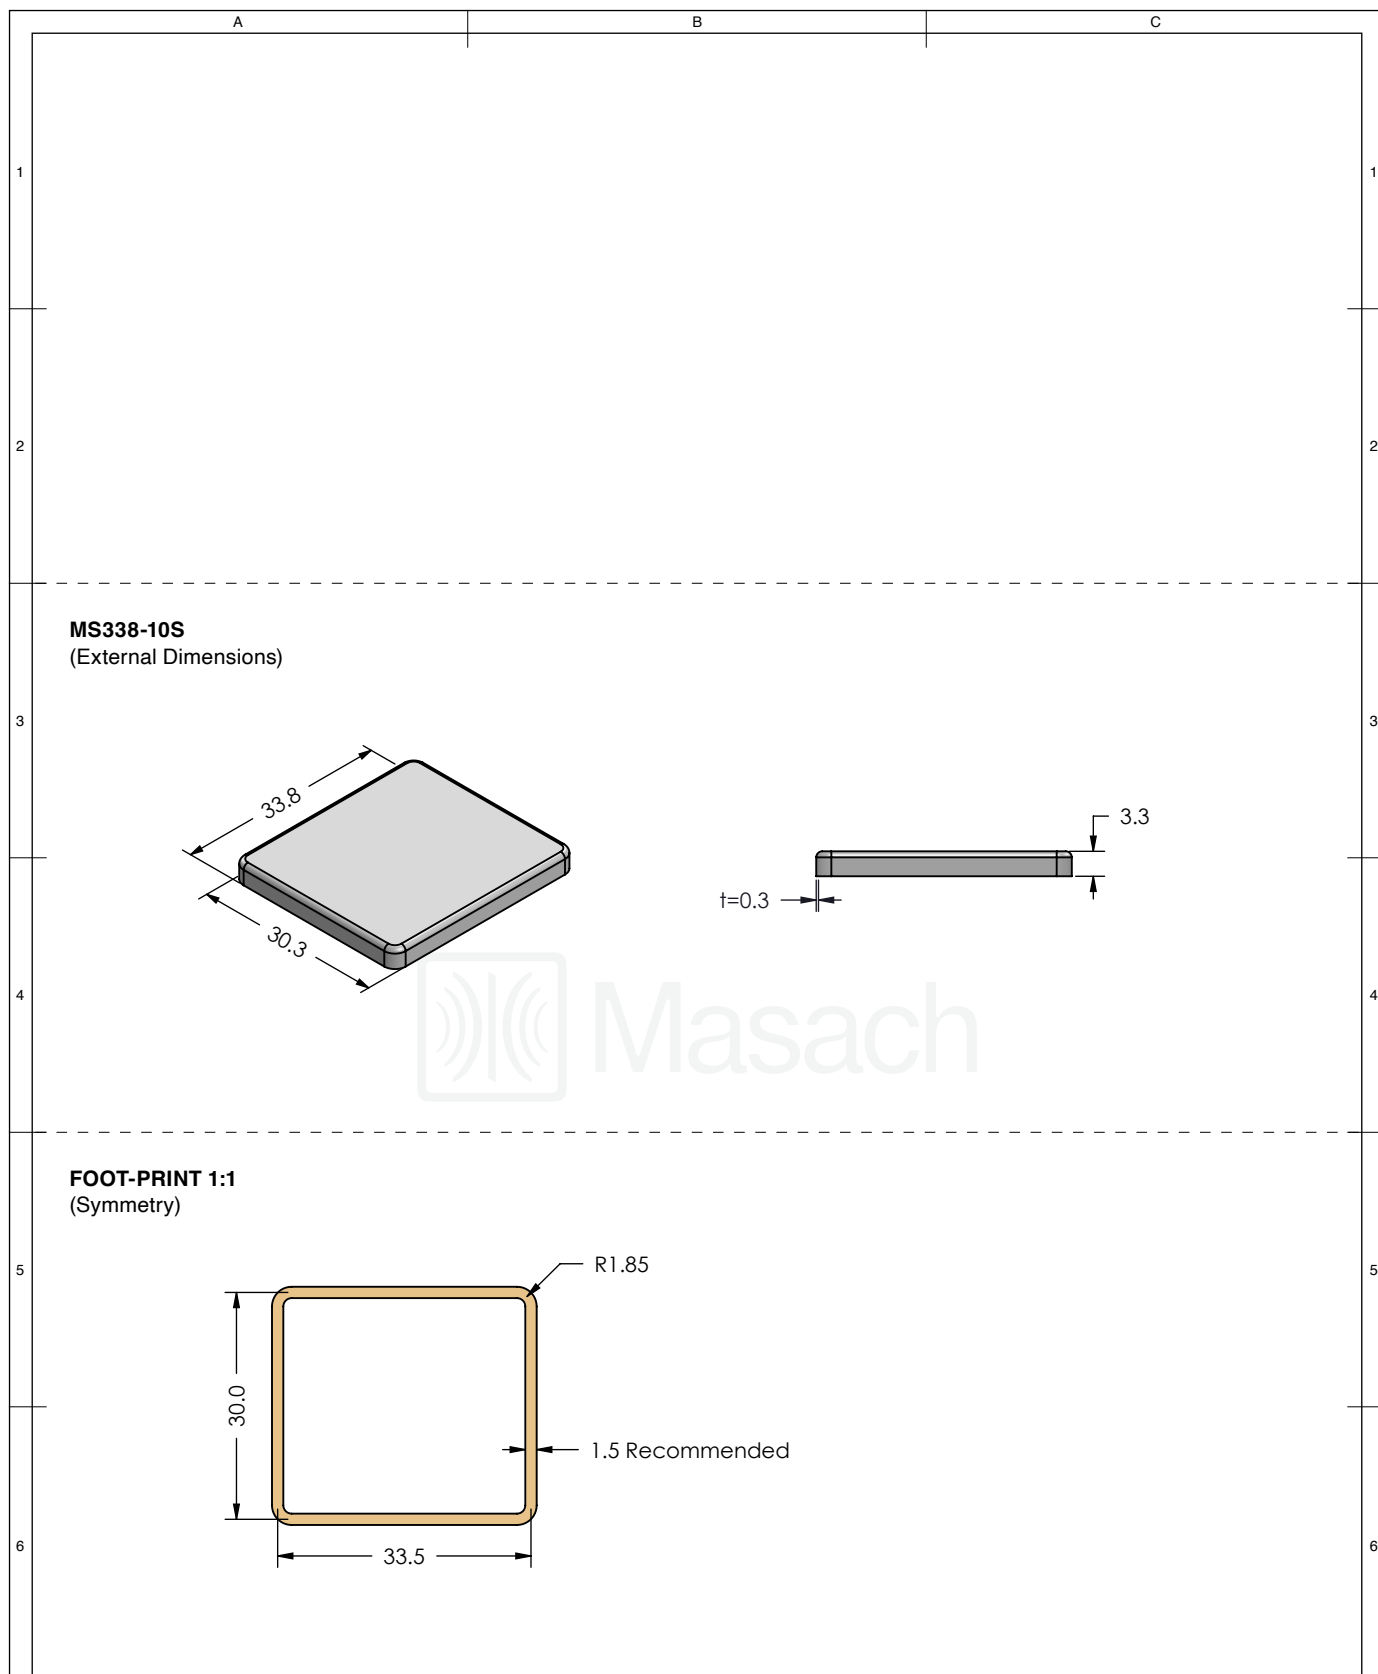 A B C
1 1
2 2
MS338-10S
(External Dimensions)
3 3
33.8
3.3
t=0.3
30.3
4 4
Masach
FOOT-PRINT 1:1
(Symmetry)
5 5
R1.85
30.0
1.5 Recommended
6 6
33.5